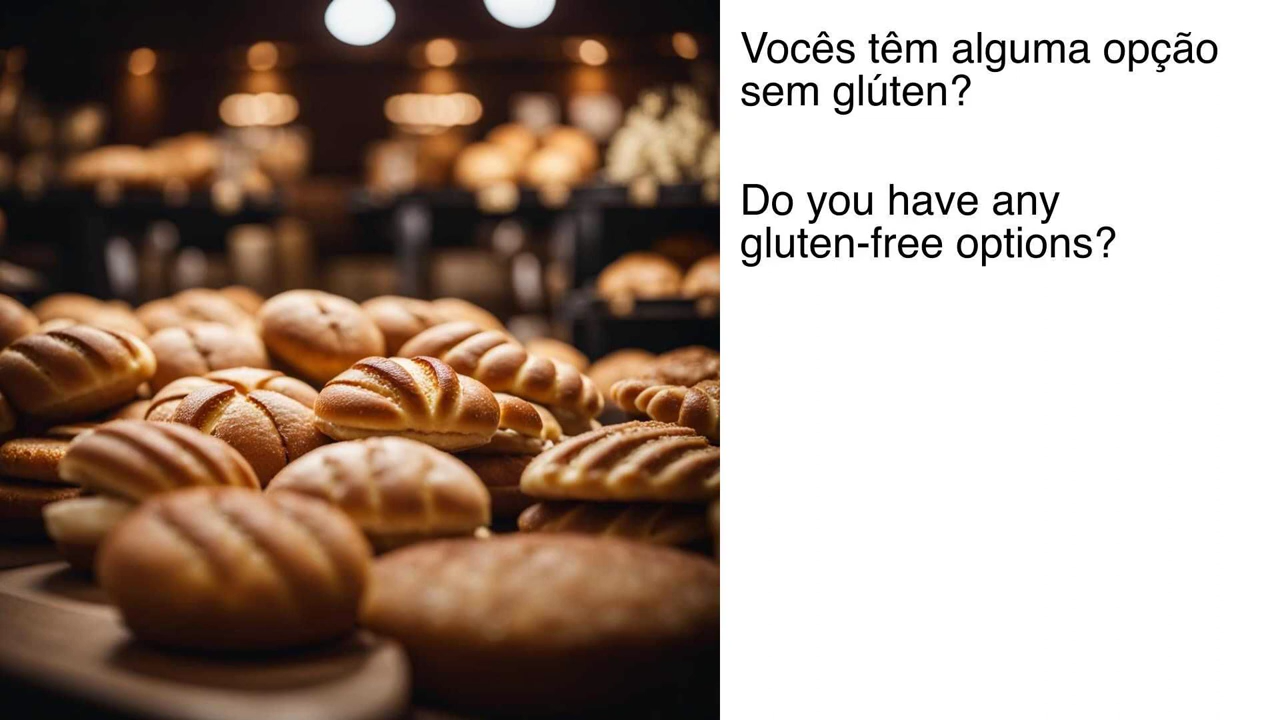 Vocês têm alguma opção
sem glúten?
Do you have any
gluten-free options?